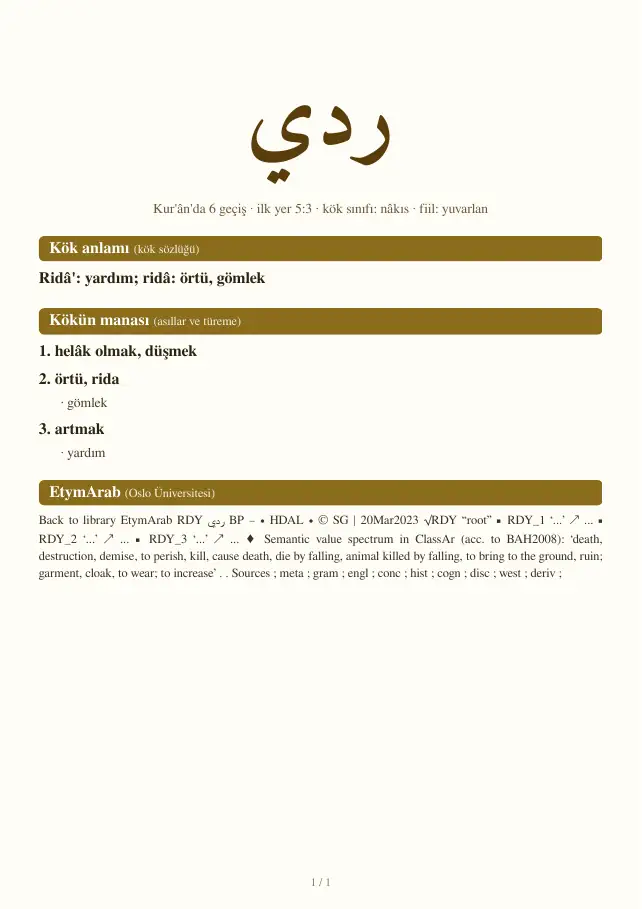 ردي
Kur'ân'da 6 geçiş · ilk yer 5:3 · kök sınıfı: nâkıs · fiil: yuvarlan
Kök anlamı (kök sözlüğü)
Ridâ': yardım; ridâ: örtü, gömlek
Kökün manası (asıllar ve türeme)
1. helâk olmak, düşmek
2. örtü, rida
· gömlek
3. artmak
· yardım
EtymArab (Oslo Üniversitesi)
Back to library EtymArab RDY ردي BP – • HDAL • © SG | 20Mar2023 √RDY “root” ▪ RDY_1 ‘...’ ↗ ... ▪
RDY_2 ‘...’ ↗ ... ▪ RDY_3 ‘...’ ↗ ... ♦ Semantic value spectrum in ClassAr (acc. to BAH2008): ‘death,
destruction, demise, to perish, kill, cause death, die by falling, animal killed by falling, to bring to the ground, ruin;
garment, cloak, to wear; to increase’ . . Sources ; meta ; gram ; engl ; conc ; hist ; cogn ; disc ; west ; deriv ;
1 / 1